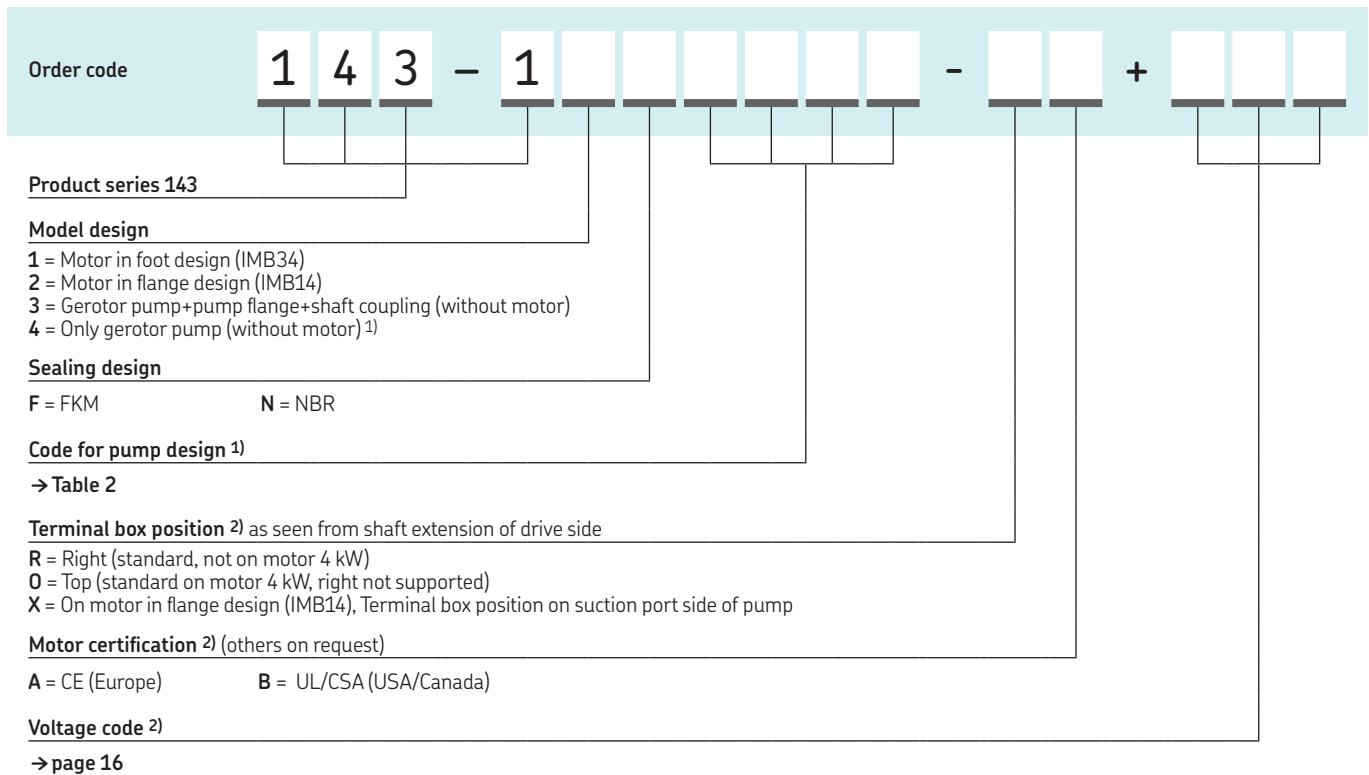 Order code 1 4 3 – 1 - +
Product series 143
Model design
1 = Motor in foot design (IMB34)
2 = Motor in flange design (IMB14)
3 = Gerotor pump+pump flange+shaft coupling (without motor)
4 = Only gerotor pump (without motor) 1)
Sealing design
F = FKM N = NBR
Code for pump design 1)
→ Table 2
Terminal box position 2) as seen from shaft extension of drive side
R = Right (standard, not on motor 4 kW)
O = Top (standard on motor 4 kW, right not supported)
X = On motor in flange design (IMB14), Terminal box position on suction port side of pump
Motor certification 2) (others on request)
A = CE (Europe) B = UL/CSA (USA/Canada)
Voltage code 2)
→ page 16